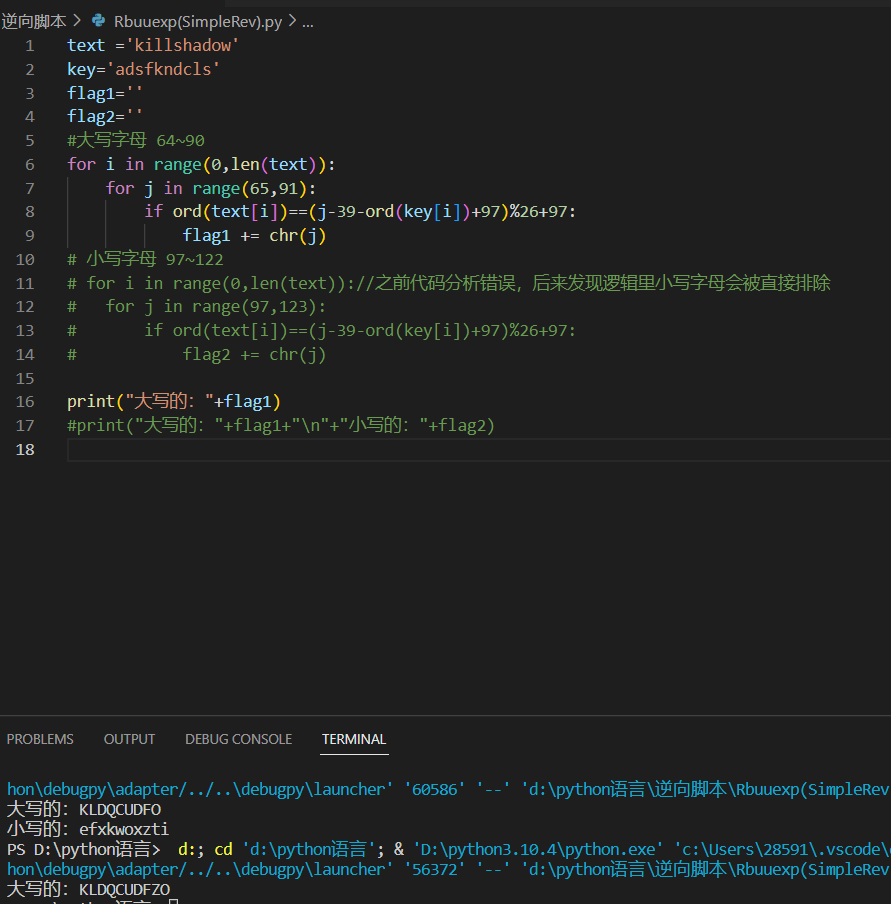 逆向脚本 > Rbuuexp(SimpleRev).py > ...
1 text ='killshadow'
2 key='adsfkndcls'
3 flag1=''
4 flag2=''
5 #大写字母 64~90
6 for i in range(0,len(text)):
7     for j in range(65,91):
8         if ord(text[i])==(j-39-ord(key[i])+97)%26+97:
9             flag1 += chr(j)
10 # 小写字母 97~122
11 # for i in range(0,len(text))://之前代码分析错误，后来发现逻辑里小写字母会被直接排除
12 #   for j in range(97,123):
13 #       if ord(text[i])==(j-39-ord(key[i])+97)%26+97:
14 #           flag2 += chr(j)
15
16 print("大写的："+flag1)
17 #print("大写的："+flag1+"\n"+"小写的："+flag2)
18
PROBLEMS OUTPUT DEBUG CONSOLE TERMINAL
hon\debugpy\adapter/../..\debugpy\launcher' '60586' '--' 'd:\python语言\逆向脚本\Rbuuexp(SimpleRev
大写的：KLDQCUDFO
小写的：efxkwoxzti
PS D:\python语言>  d:; cd 'd:\python语言'; & 'D:\python3.10.4\python.exe' 'c:\Users\28591\.vscode\
hon\debugpy\adapter/../..\debugpy\launcher' '56372' '--' 'd:\python语言\逆向脚本\Rbuuexp(SimpleRev
大写的：KLDQCUDFZO